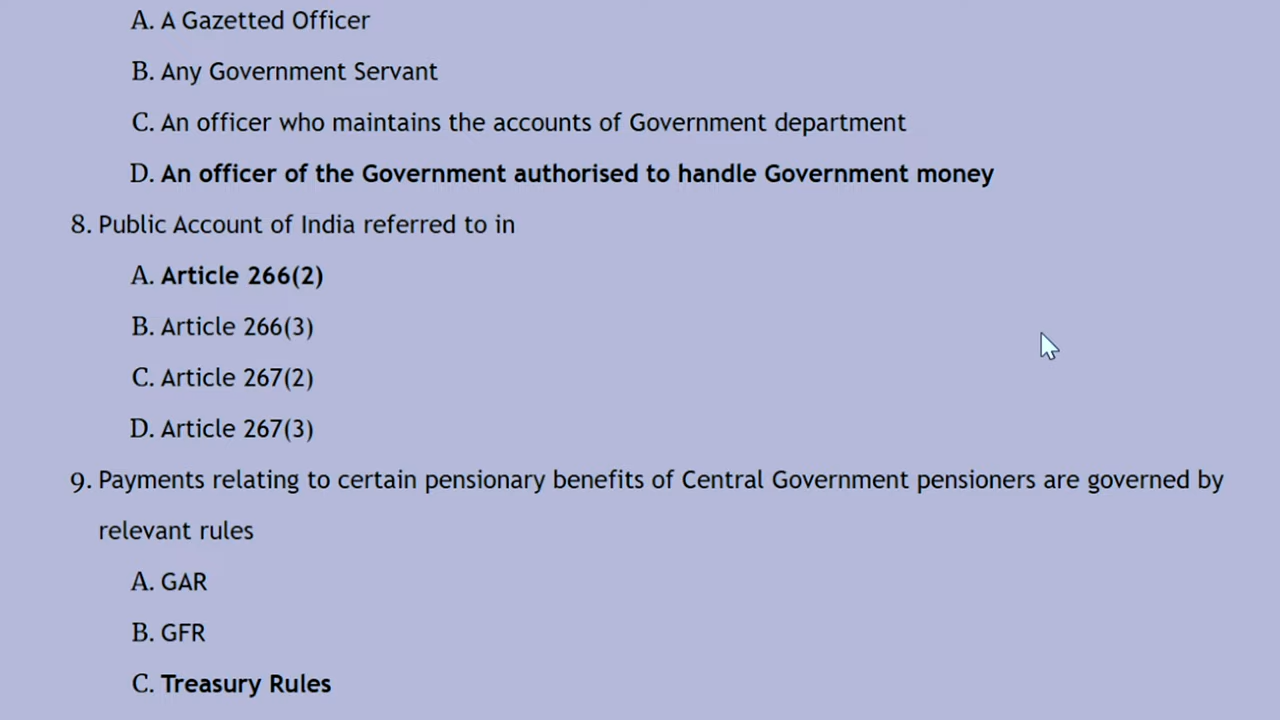 A. A Gazetted Officer
B. Any Government Servant
C. An officer who maintains the accounts of Government department
D. An officer of the Government authorised to handle Government money
8. Public Account of India referred to in
A. Article 266(2)
B. Article 266(3)
C. Article 267(2)
D. Article 267(3)
9. Payments relating to certain pensionary benefits of Central Government pensioners are governed by
relevant rules
A. GAR
B. GFR
C. Treasury Rules